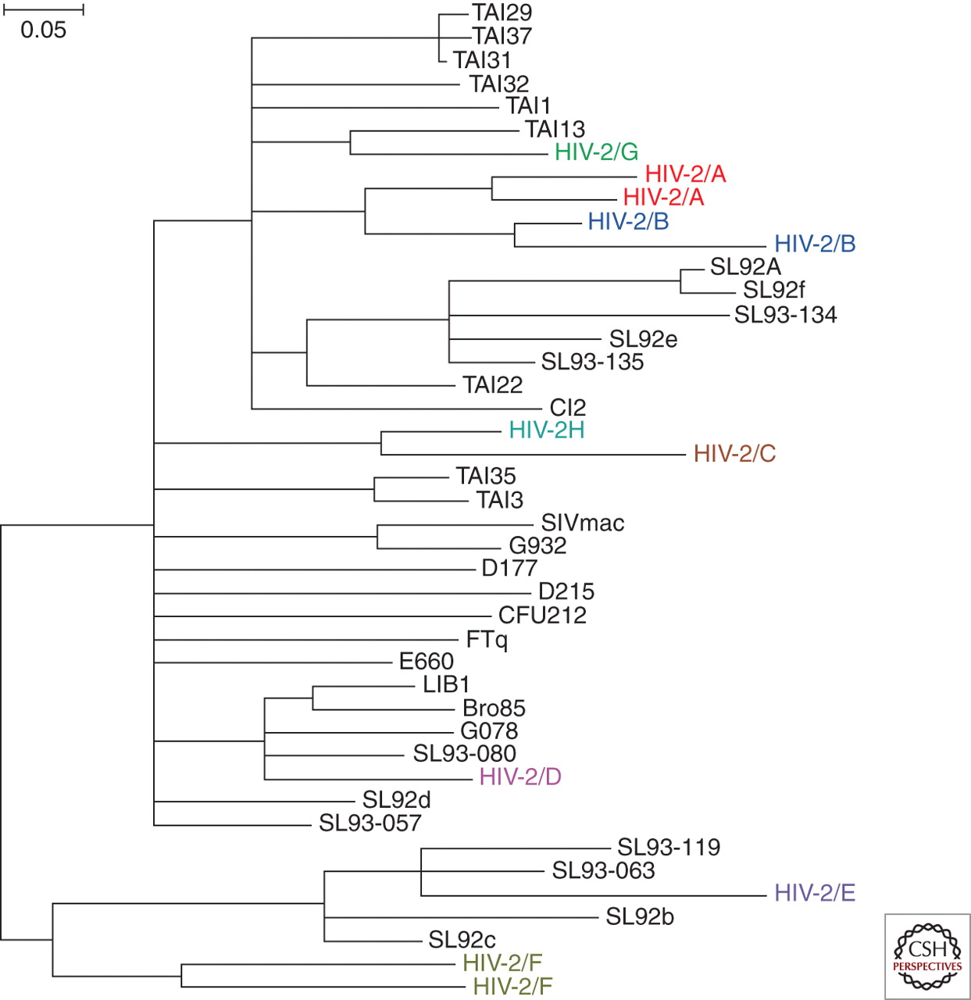 0.05
TAI29
TAI37
TAI31
TAI32
TAI1
TAI13
HIV-2/G
HIV-2/A
HIV-2/A
HIV-2/B
HIV-2/B
SL92A
SL92f
SL93-134
SL92e
SL93-135
TAI22
CI2
HIV-2H
HIV-2/C
TAI35
TAI3
SIVmac
G932
D177
D215
CFU212
FTq
E660
LIB1
Bro85
G078
SL93-080
HIV-2/D
SL92d
SL93-057
SL93-119
SL93-063
HIV-2/E
SL92b
SL92c
HIV-2/F
HIV-2/F
CSH
PERSPECTIVES